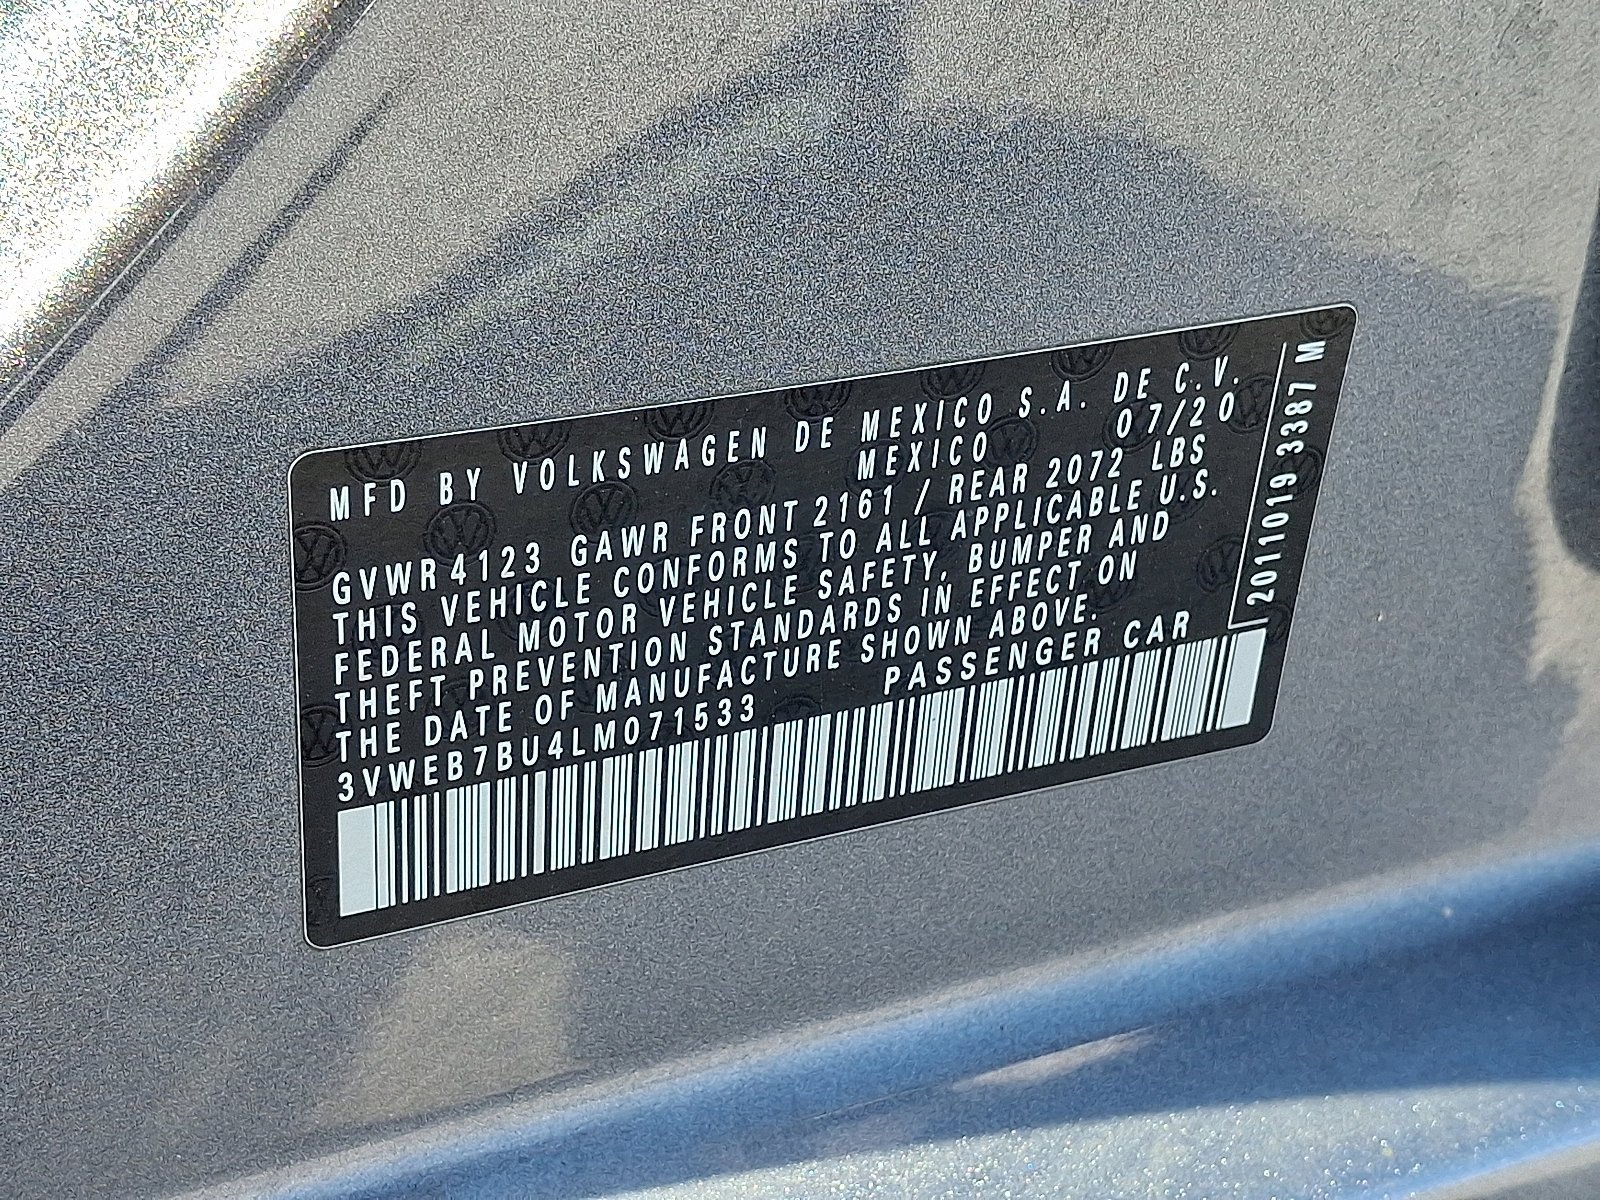 MFD BY VOLKSWAGEN DE MEXICO S.A. DE C.V.
MEXICO 07/20
GVWR 4123 GAWR FRONT 2161 / REAR 2072 LBS
THIS VEHICLE CONFORMS TO ALL APPLICABLE U.S.
FEDERAL MOTOR VEHICLE SAFETY, BUMPER AND
THEFT PREVENTION STANDARDS IN EFFECT ON
THE DATE OF MANUFACTURE SHOWN ABOVE.
3VWEB7BU4LM071533 PASSENGER CAR
20110193387 M